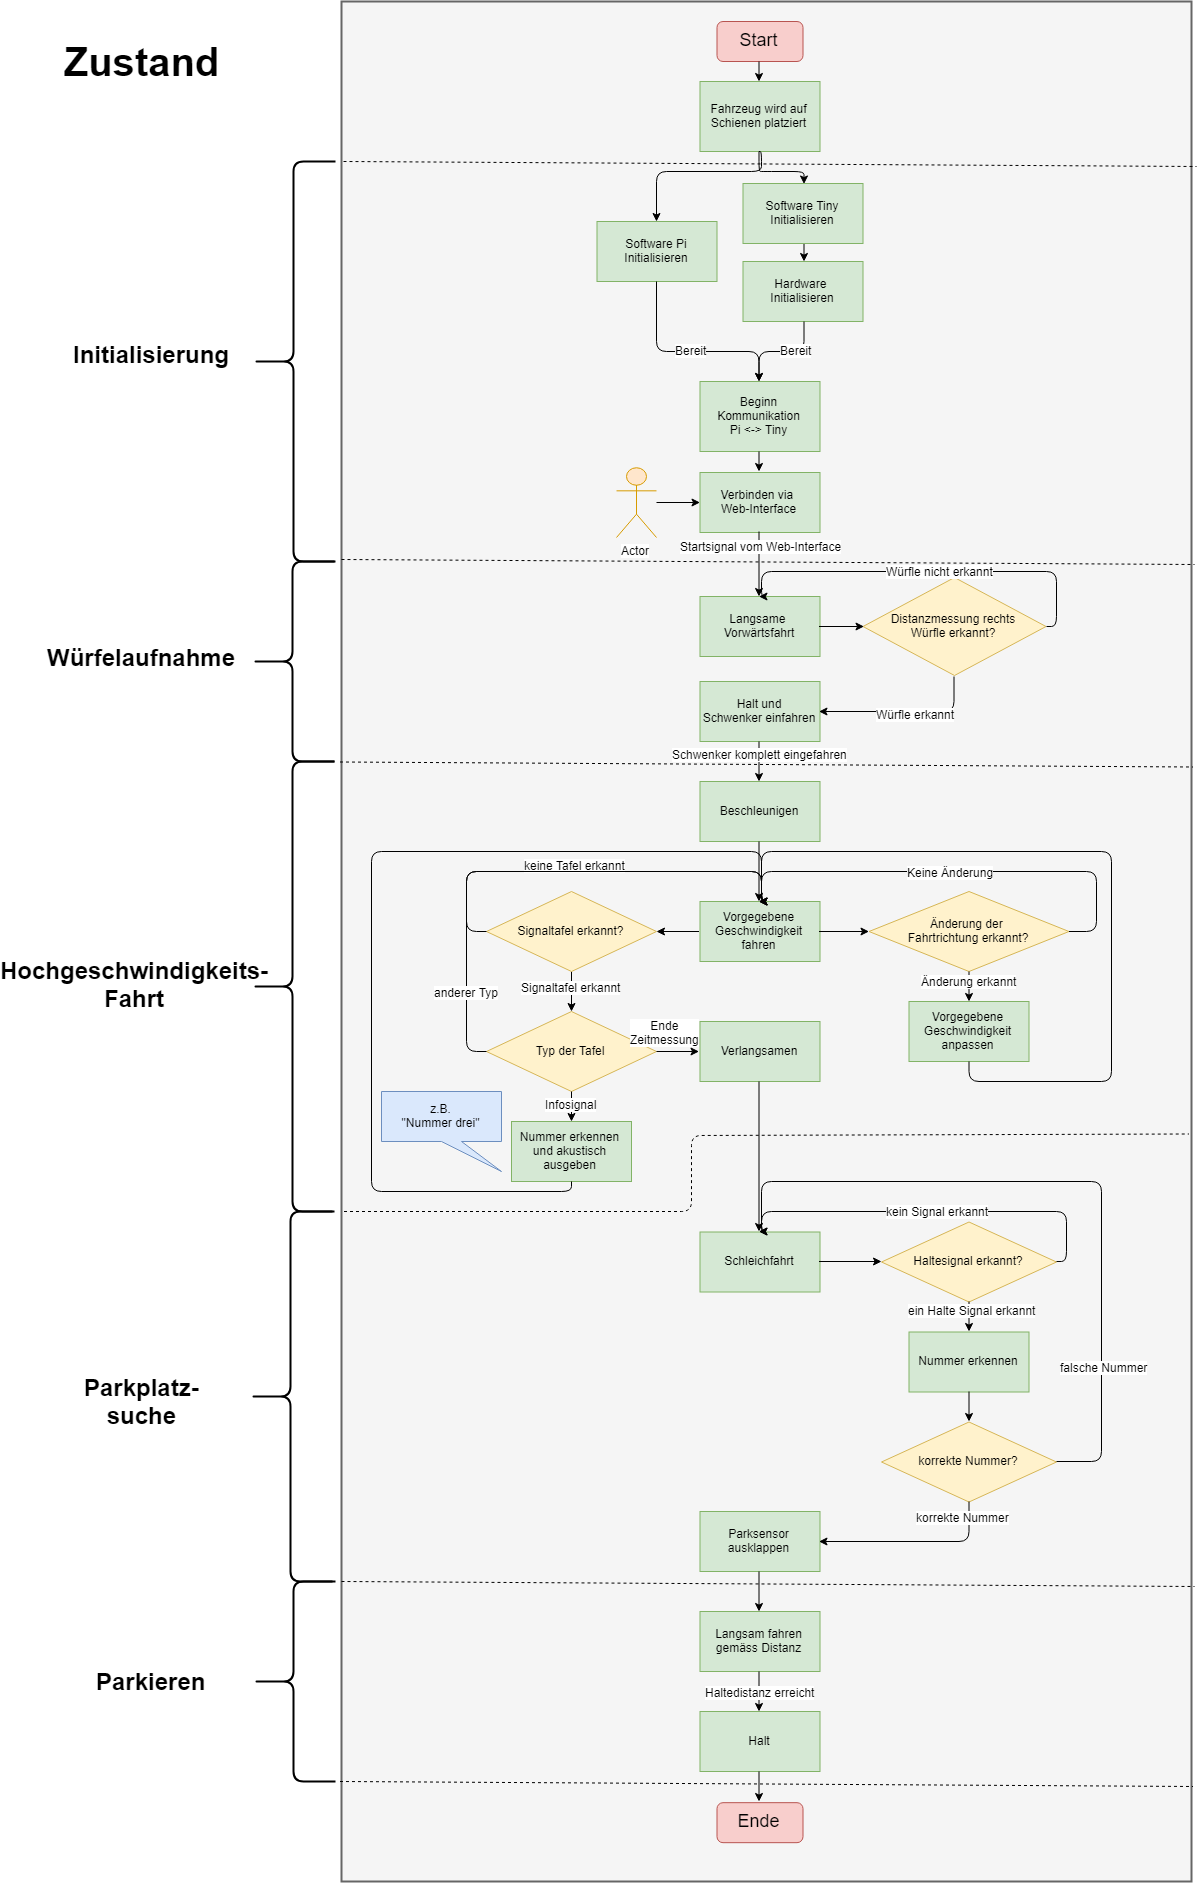 Zustand
Start
Fahrzeug wird auf
Schienen platziert
Initialisierung
Software Tiny
Initialisieren
Software Pi
Initialisieren
Hardware
Initialisieren
Bereit
Bereit
Beginn
Kommunikation
Pi <-> Tiny
Verbinden via
Web-Interface
Actor
Startsignal vom Web-Interface
Würfelaufnahme
Würfle nicht erkannt
Langsame
Vorwärtsfahrt
Distanzmessung rechts
Würfle erkannt?
Halt und
Schwenker einfahren
Würfle erkannt
Schwenker komplett eingefahren
Hochgeschwindigkeits-
Fahrt
Beschleunigen
keine Tafel erkannt
Keine Änderung
Signaltafel erkannt?
Vorgegebene
Geschwindigkeit
fahren
Änderung der
Fahrtrichtung erkannt?
anderer Typ
Signaltafel erkannt
Änderung erkannt
Typ der Tafel
Ende
Zeitmessung
Verlangsamen
Vorgegebene
Geschwindigkeit
anpassen
Infosignal
z.B.
"Nummer drei"
Nummer erkennen
und akustisch
ausgeben
Parkplatz-
suche
kein Signal erkannt
Schleichfahrt
Haltesignal erkannt?
ein Halte Signal erkannt
Nummer erkennen
falsche Nummer
korrekte Nummer?
korrekte Nummer
Parksensor
ausklappen
Parkieren
Langsam fahren
gemäss Distanz
Haltedistanz erreicht
Halt
Ende